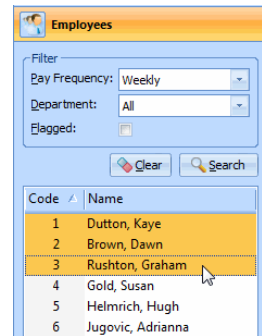 Employees
Filter
Pay Frequency: Weekly
Department: All
Flagged:
Clear Search
Code Name
1 Dutton, Kaye
2 Brown, Dawn
3 Rushton, Graham
4 Gold, Susan
5 Helmrich, Hugh
6 Jugovic, Adrianna